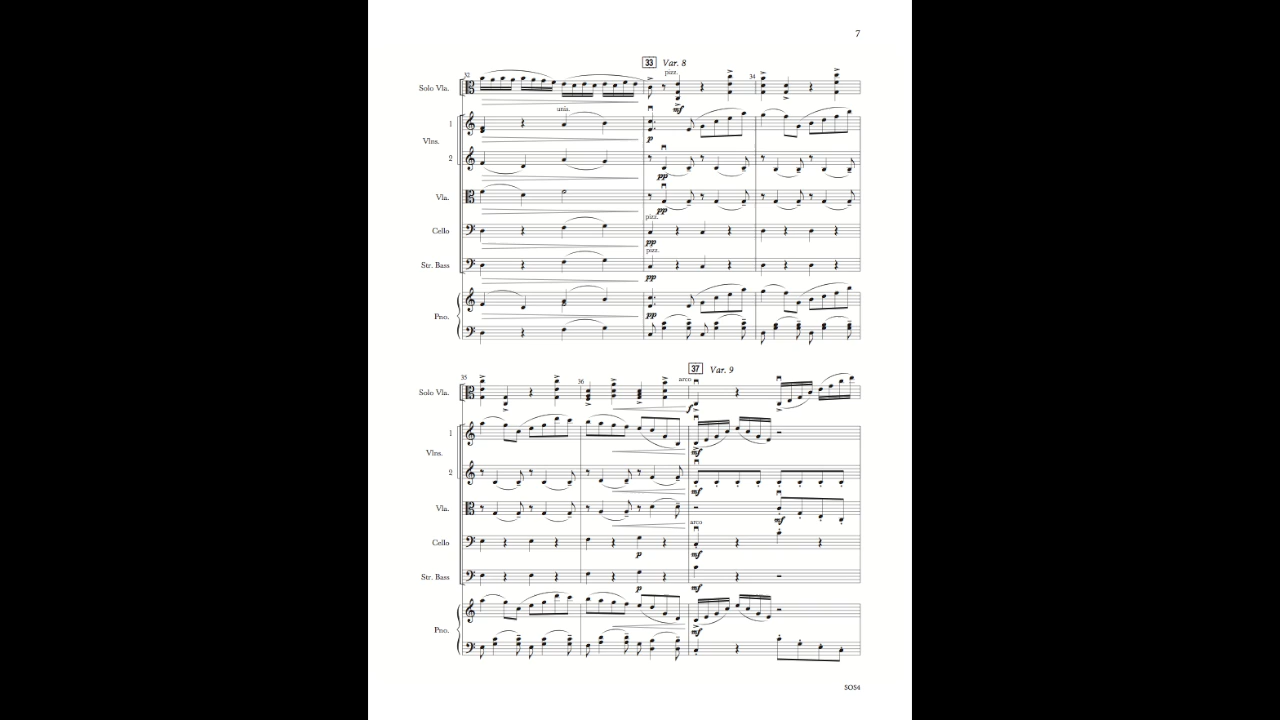 7
33 Var. 8
32
pizz.
34
Solo Vla.
mf
unis.
1
p
Vlns.
2
pp
Vla.
pp
pizz.
Cello
pp
pizz.
Str. Bass
pp
pp
Pno.
37 Var. 9
35
36
arco
Solo Vla.
f
1
mf
Vlns.
2
mf
Vla.
mf
arco
Cello
p
mf
Str. Bass
p
mf
Pno.
mf
SO54